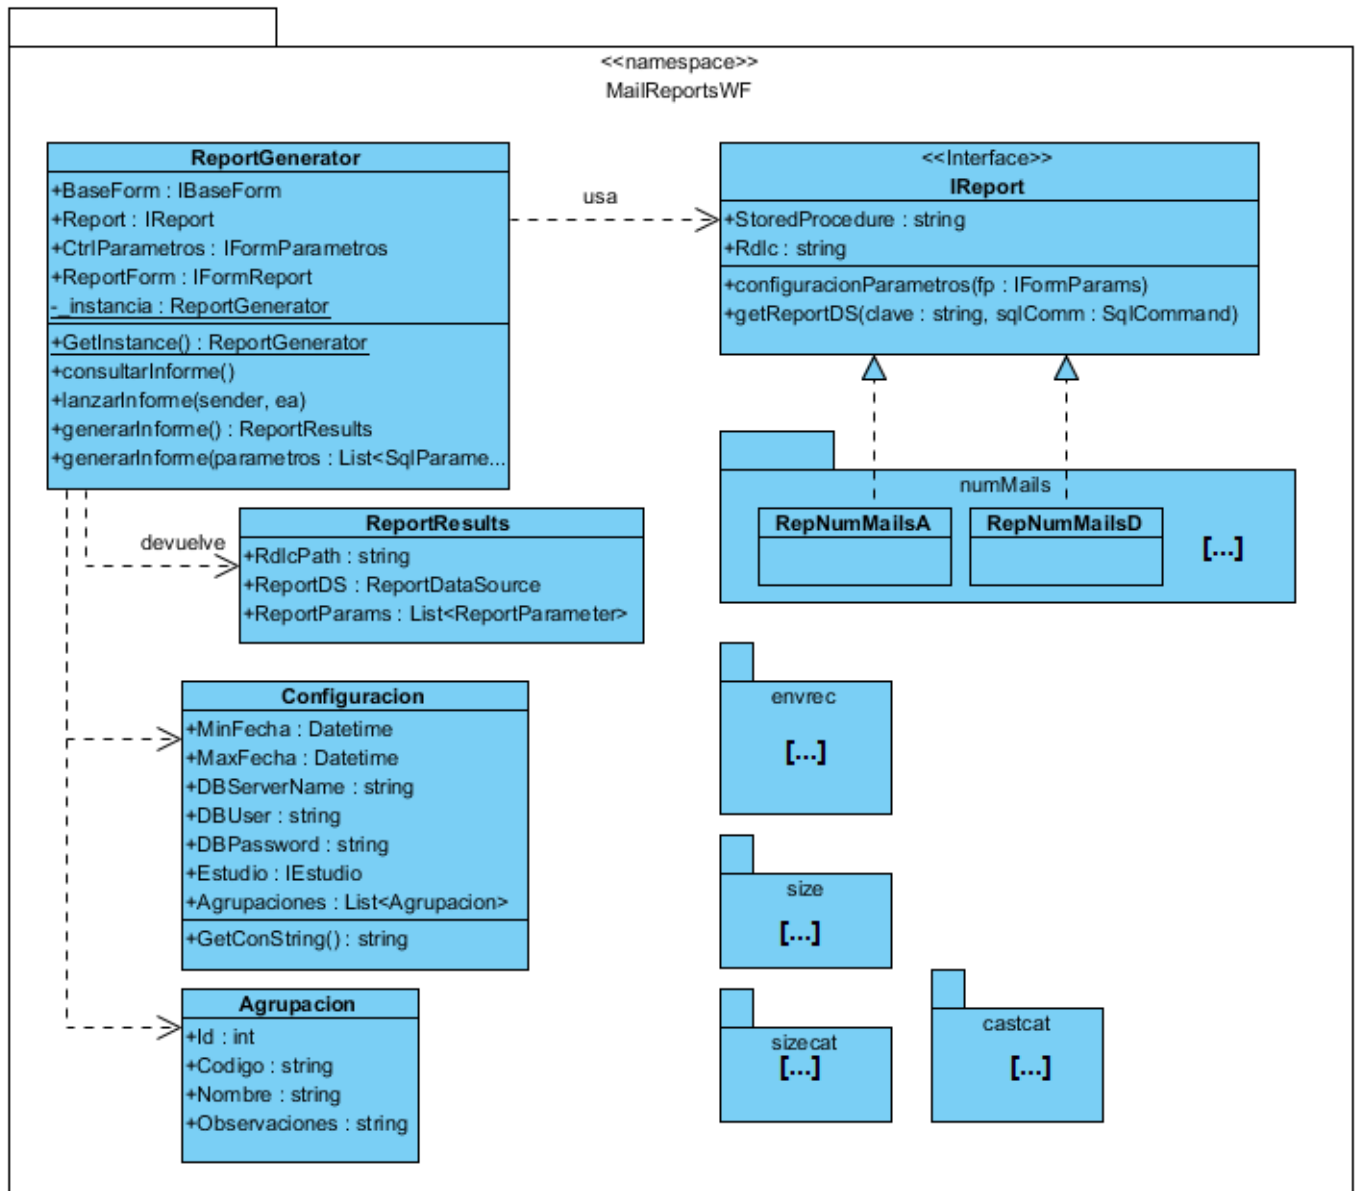 <<namespace>>
MailReportsWF
ReportGenerator
+BaseForm : IBaseForm
+Report : IReport
+CtrlParametros : IFormParametros
+ReportForm : IFormReport
-_instancia : ReportGenerator
+GetInstance() : ReportGenerator
+consultarInforme()
+lanzarInforme(sender, ea)
+generarInforme() : ReportResults
+generarInforme(parametros : List<SqlParame...
usa
<<Interface>>
IReport
+StoredProcedure : string
+Rdlc : string
+configuracionParametros(fp : IFormParams)
+getReportDS(clave : string, sqlComm : SqlCommand)
numMails
RepNumMailsA
RepNumMailsD
[...]
devuelve
ReportResults
+RdlcPath : string
+ReportDS : ReportDataSource
+ReportParams : List<ReportParameter>
Configuracion
+MinFecha : Datetime
+MaxFecha : Datetime
+DBServerName : string
+DBUser : string
+DBPassword : string
+Estudio : IEstudio
+Agrupaciones : List<Agrupacion>
+GetConString() : string
envrec
[...]
size
[...]
Agrupacion
+Id : int
+Codigo : string
+Nombre : string
+Observaciones : string
sizecat
[...]
castcat
[...]